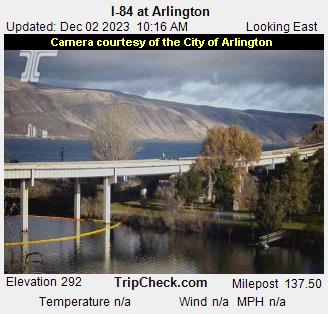 I-84 at Arlington
Updated: Dec 02 2023 10:16 AM Looking East
Camera courtesy of the City of Arlington
Elevation 292 TripCheck.com Milepost 137.50
Temperature n/a Wind n/a MPH n/a